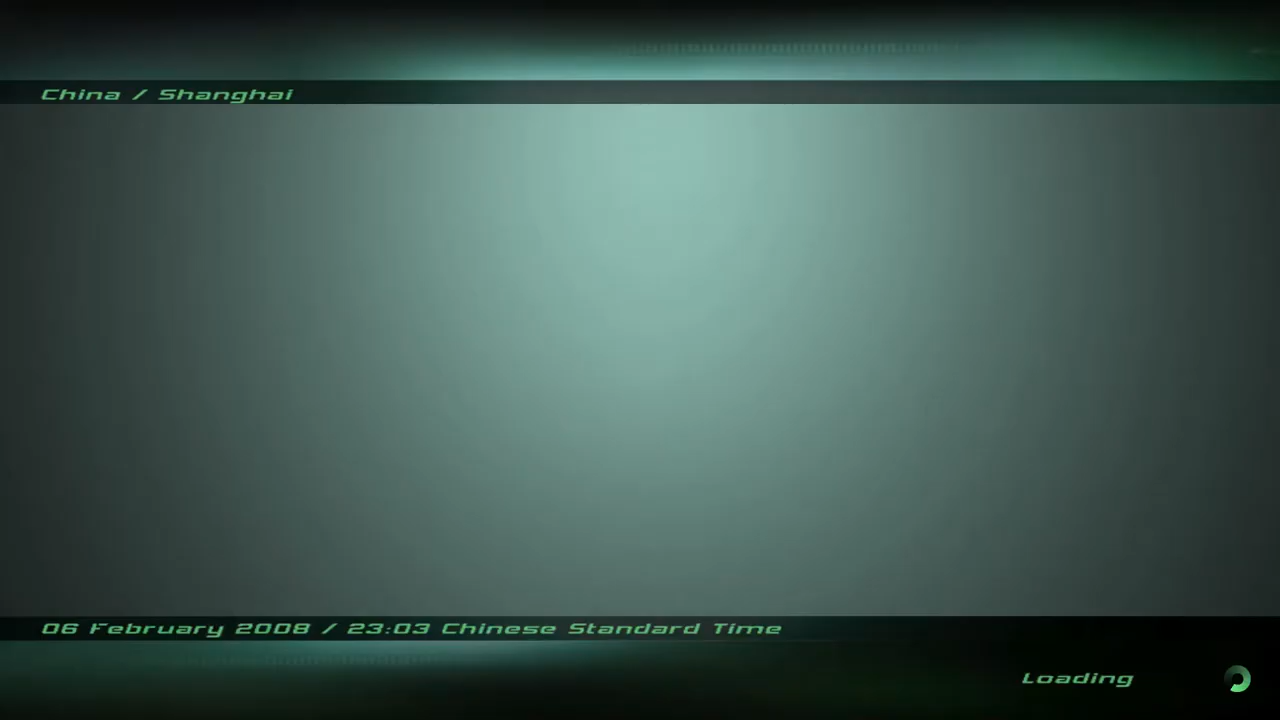 China / Shanghai
06 February 2008 / 23:03 Chinese Standard Time
Loading